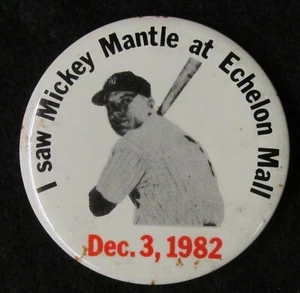 I saw Mickey Mantle at Echelon Mall
Dec. 3, 1982